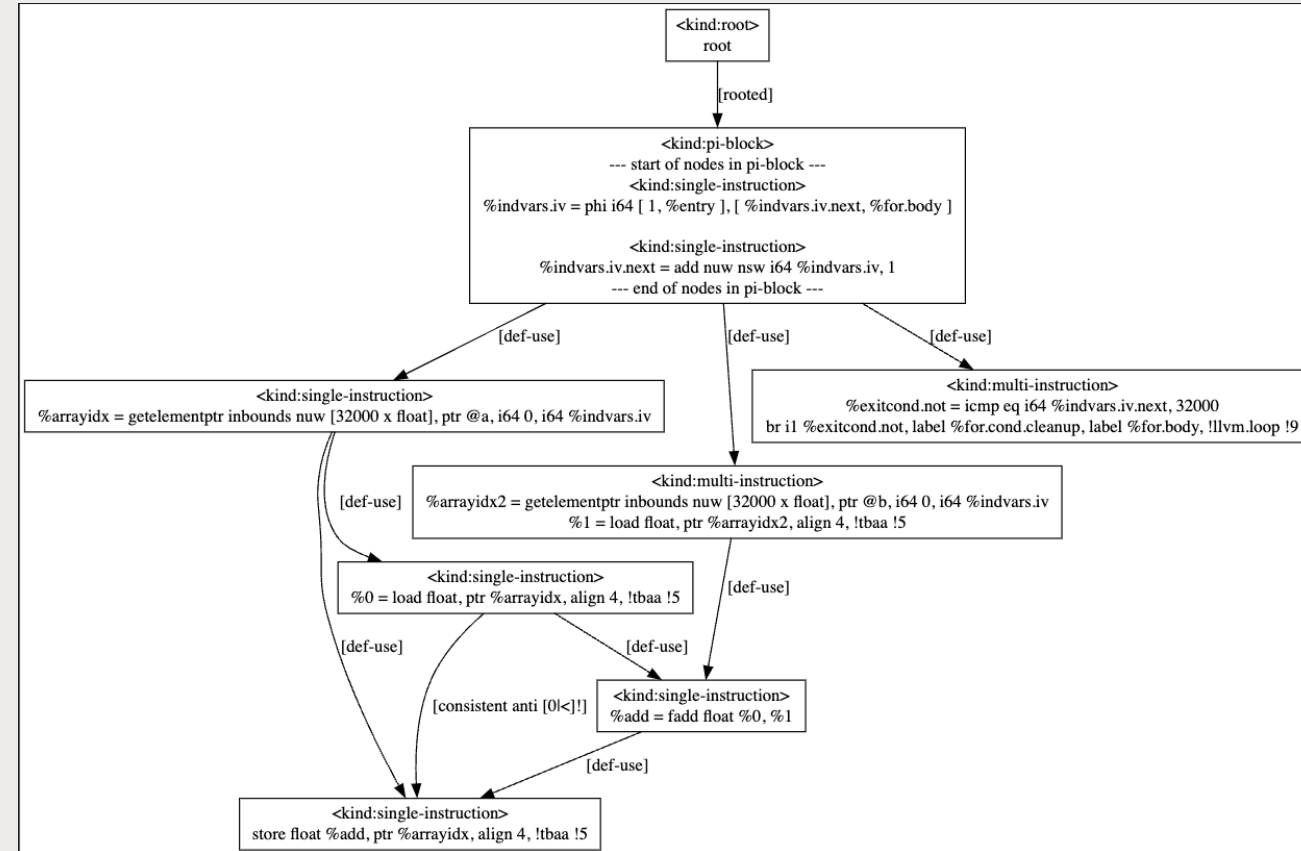 <kind:root>
root
[rooted]
<kind:pi-block>
--- start of nodes in pi-block ---
<kind:single-instruction>
%indvars.iv = phi i64 [ 1, %entry ], [ %indvars.iv.next, %for.body ]
<kind:single-instruction>
%indvars.iv.next = add nuw nsw i64 %indvars.iv, 1
--- end of nodes in pi-block ---
[def-use]
[def-use]
[def-use]
<kind:single-instruction>
%arrayidx = getelementptr inbounds nuw [32000 x float], ptr @a, i64 0, i64 %indvars.iv
<kind:multi-instruction>
%exitcond.not = icmp eq i64 %indvars.iv.next, 32000
br i1 %exitcond.not, label %for.cond.cleanup, label %for.body, !llvm.loop !9
<kind:multi-instruction>
%arrayidx2 = getelementptr inbounds nuw [32000 x float], ptr @b, i64 0, i64 %indvars.iv
%1 = load float, ptr %arrayidx2, align 4, !tbaa !5
[def-use]
<kind:single-instruction>
%0 = load float, ptr %arrayidx, align 4, !tbaa !5
[def-use]
[def-use]
[def-use]
[consistent anti [0|<]!]
<kind:single-instruction>
%add = fadd float %0, %1
[def-use]
<kind:single-instruction>
store float %add, ptr %arrayidx, align 4, !tbaa !5